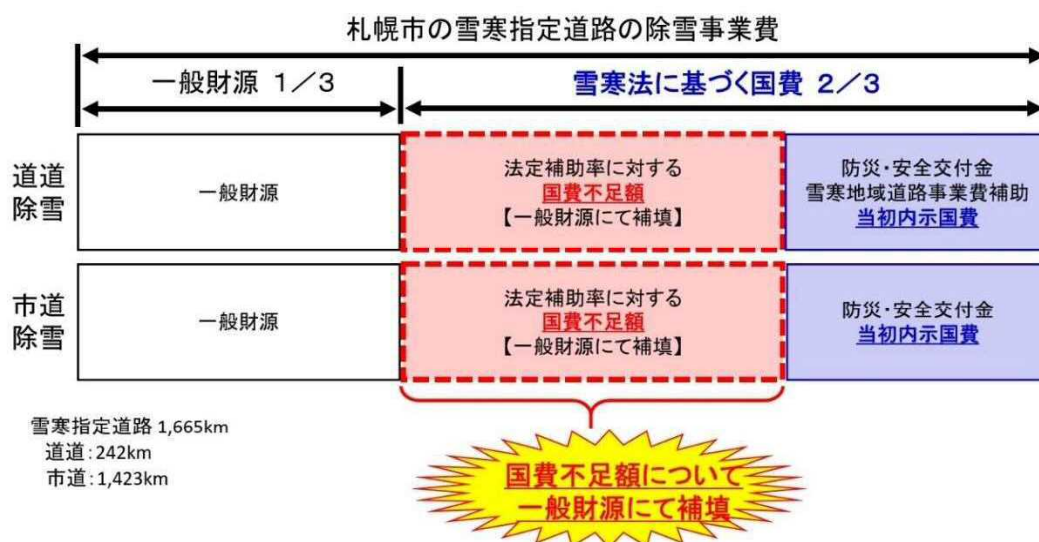 札幌市の雪寒指定道路の除雪事業費
一般財源 1／3
雪寒法に基づく国費 2／3
道道
除雪
一般財源
法定補助率に対する
国費不足額
【一般財源にて補填】
防災・安全交付金
雪寒地域道路事業費補助
当初内示国費
市道
除雪
一般財源
法定補助率に対する
国費不足額
【一般財源にて補填】
防災・安全交付金
当初内示国費
雪寒指定道路 1,665km
道道：242km
市道：1,423km
国費不足額について
一般財源にて補填